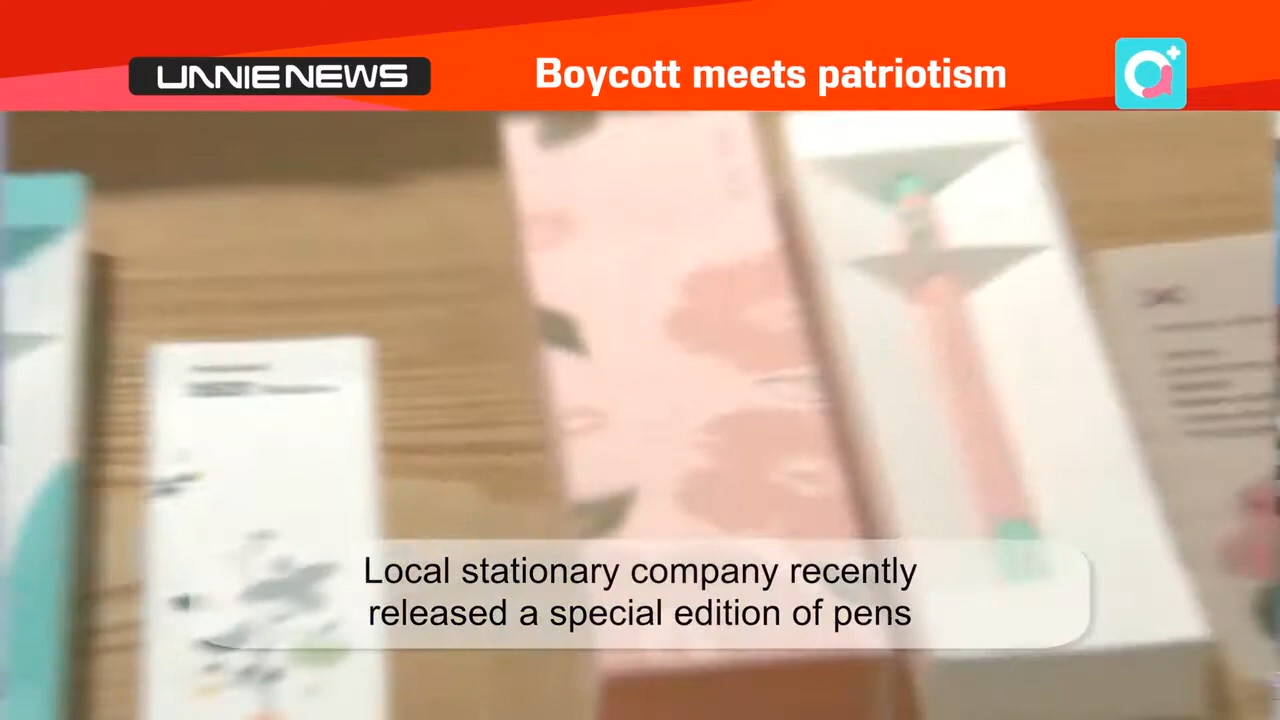 UNNIE NEWS
Boycott meets patriotism
Local stationary company recently
released a special edition of pens